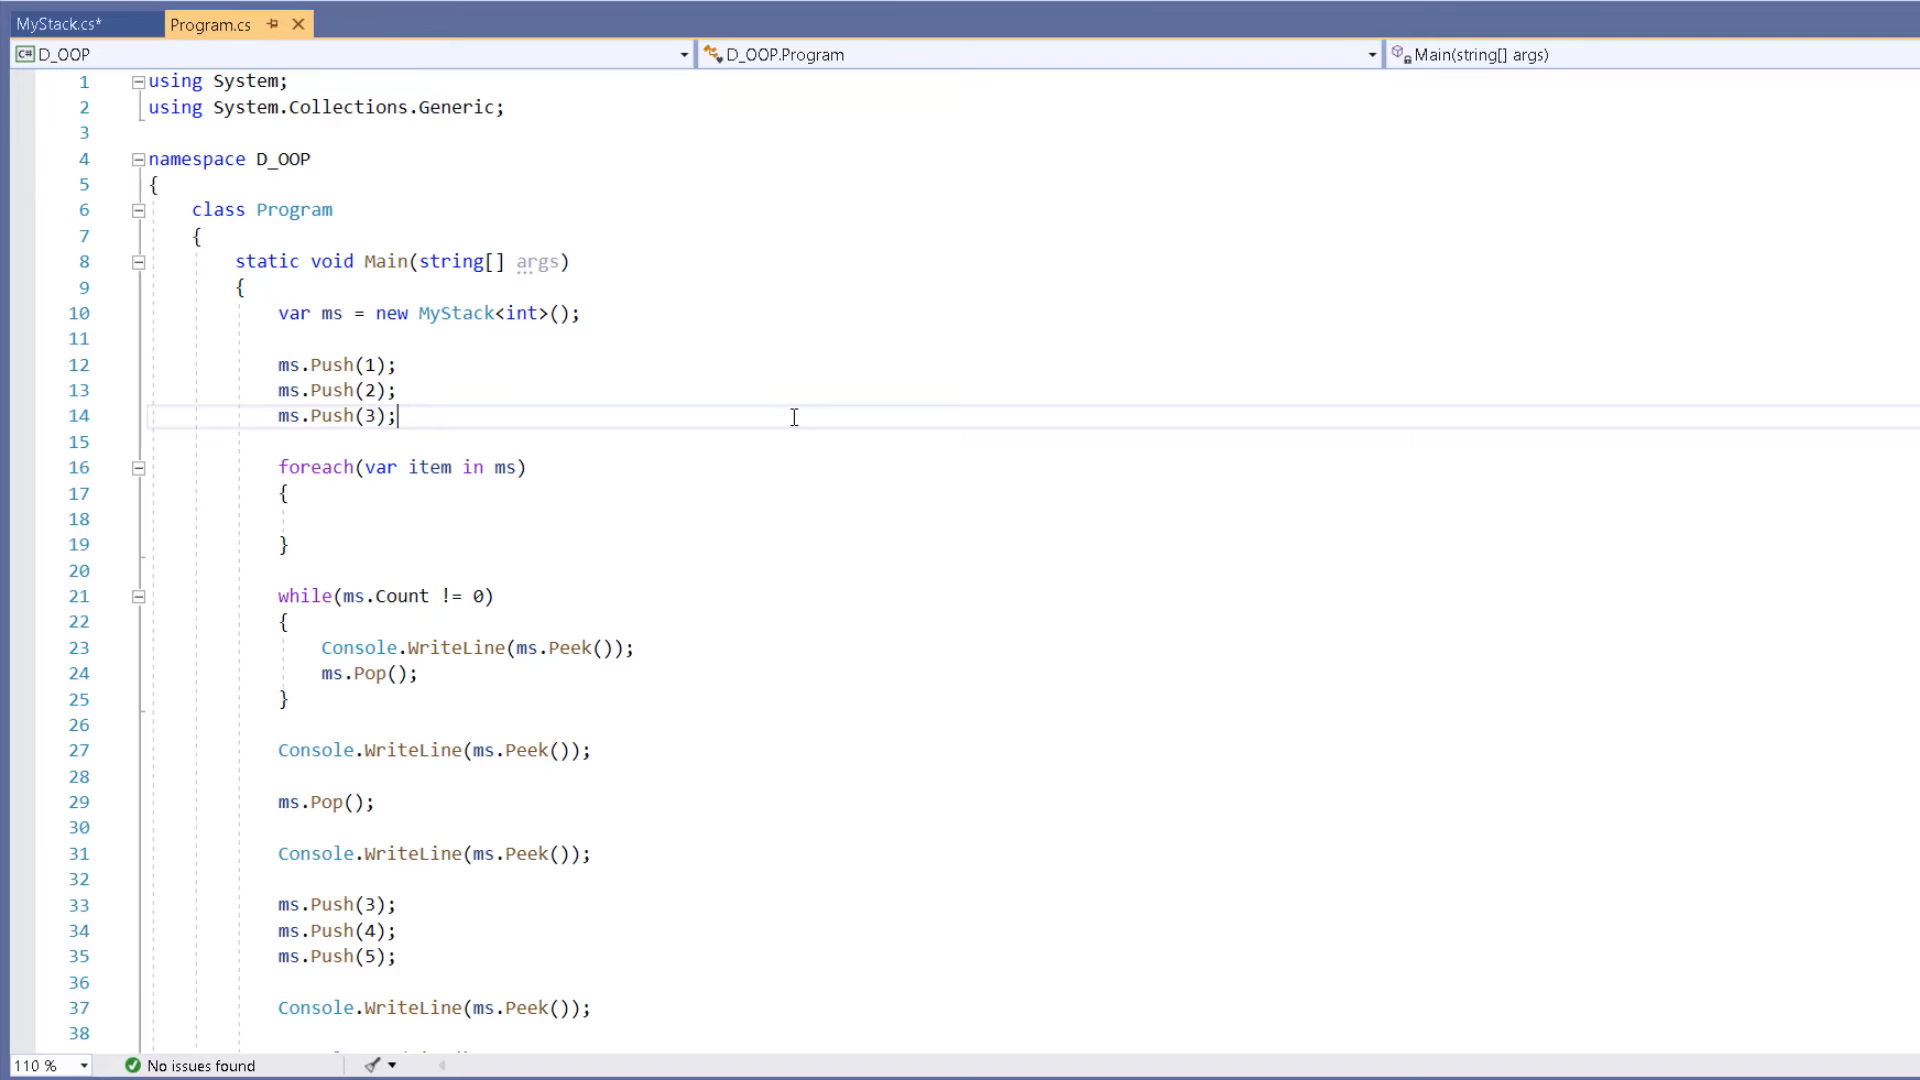 MyStack.cs*
Program.cs
D_OOP
D_OOP.Program
Main(string[] args)
1 using System;
2 using System.Collections.Generic;
3
4 namespace D_OOP
5 {
6 class Program
7 {
8 static void Main(string[] args)
9 {
10 var ms = new MyStack<int>();
11
12 ms.Push(1);
13 ms.Push(2);
14 ms.Push(3);
15
16 foreach(var item in ms)
17 {
18
19 }
20
21 while(ms.Count != 0)
22 {
23 Console.WriteLine(ms.Peek());
24 ms.Pop();
25 }
26
27 Console.WriteLine(ms.Peek());
28
29 ms.Pop();
30
31 Console.WriteLine(ms.Peek());
32
33 ms.Push(3);
34 ms.Push(4);
35 ms.Push(5);
36
37 Console.WriteLine(ms.Peek());
38
110 %
No issues found